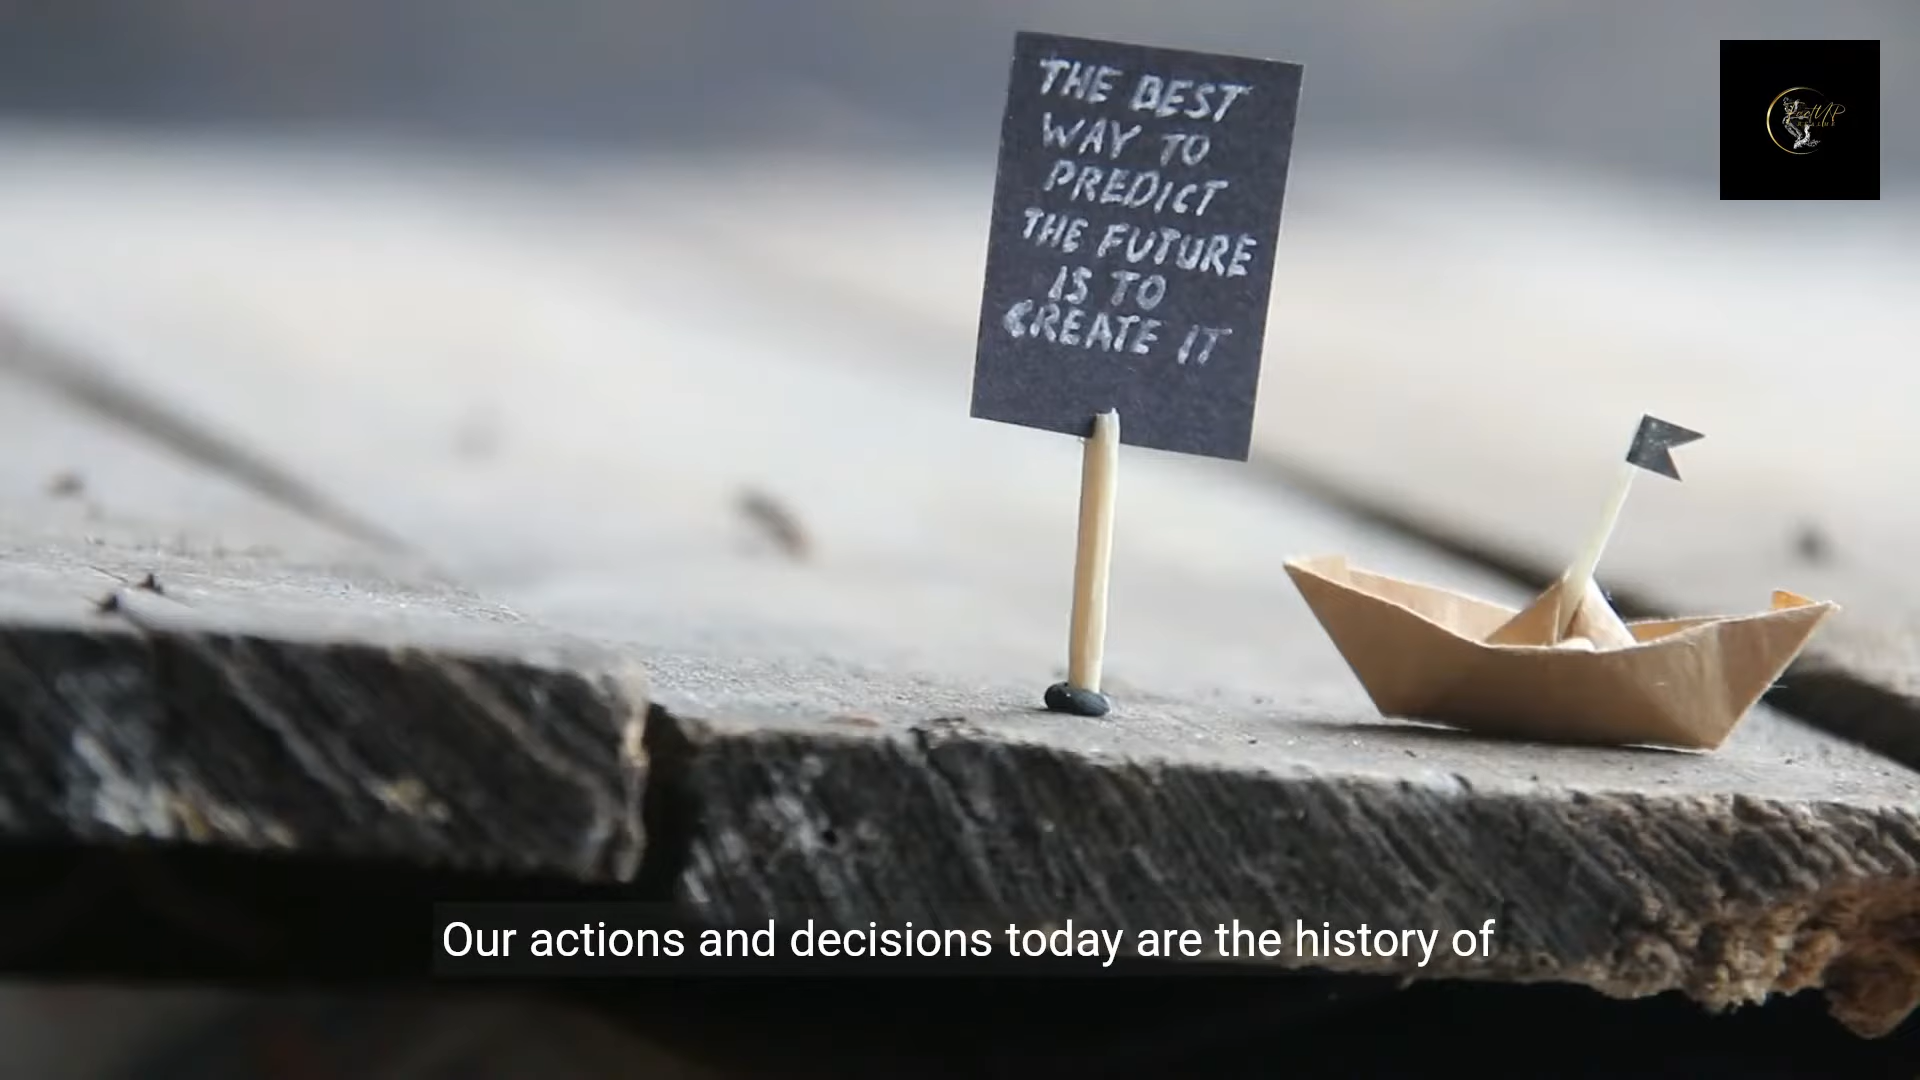 THE BEST
WAY TO
PREDICT
THE FUTURE
IS TO
CREATE IT
Our actions and decisions today are the history of